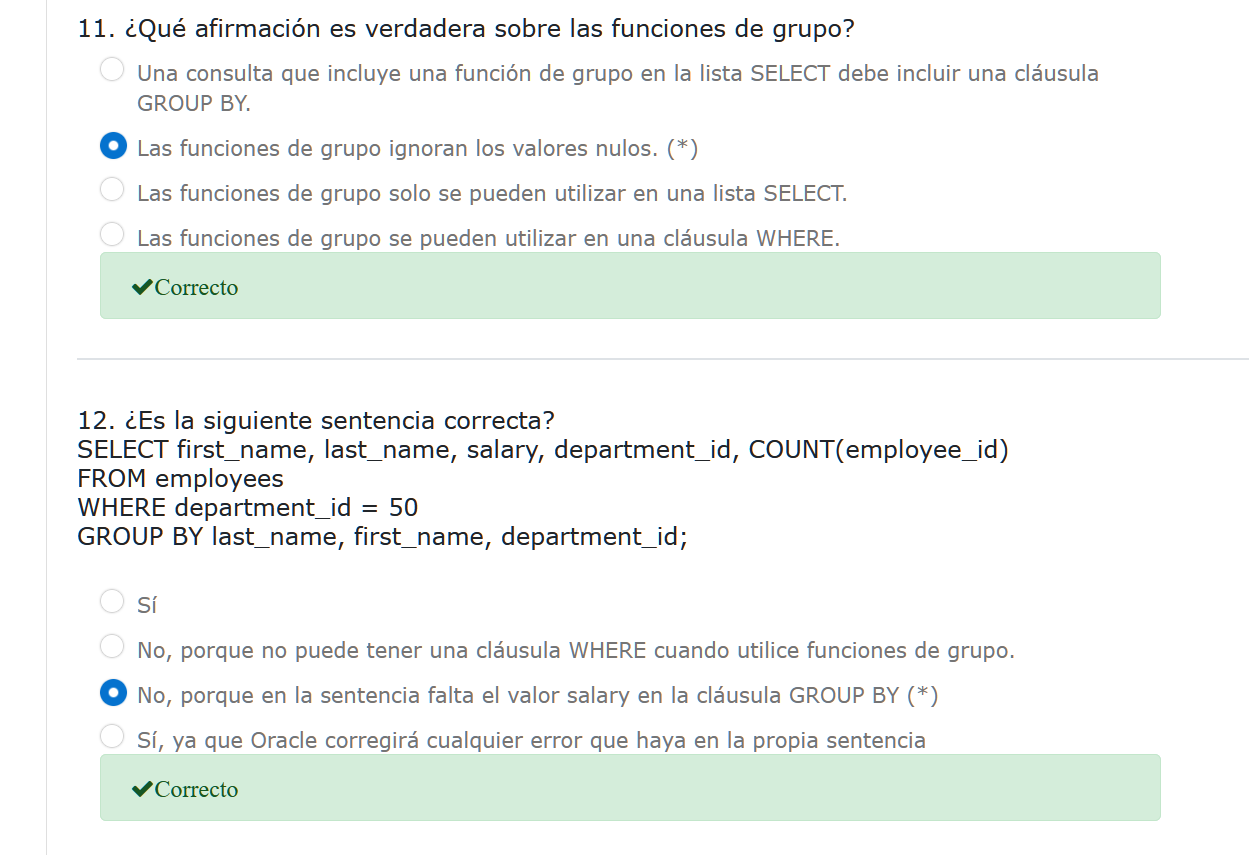 11. ¿Qué afirmación es verdadera sobre las funciones de grupo?
Una consulta que incluye una función de grupo en la lista SELECT debe incluir una cláusula
GROUP BY.
Las funciones de grupo ignoran los valores nulos. (*)
Las funciones de grupo solo se pueden utilizar en una lista SELECT.
Las funciones de grupo se pueden utilizar en una cláusula WHERE.
✔Correcto
12. ¿Es la siguiente sentencia correcta?
SELECT first_name, last_name, salary, department_id, COUNT(employee_id)
FROM employees
WHERE department_id = 50
GROUP BY last_name, first_name, department_id;
Sí
No, porque no puede tener una cláusula WHERE cuando utilice funciones de grupo.
No, porque en la sentencia falta el valor salary en la cláusula GROUP BY (*)
Sí, ya que Oracle corregirá cualquier error que haya en la propia sentencia
✔Correcto